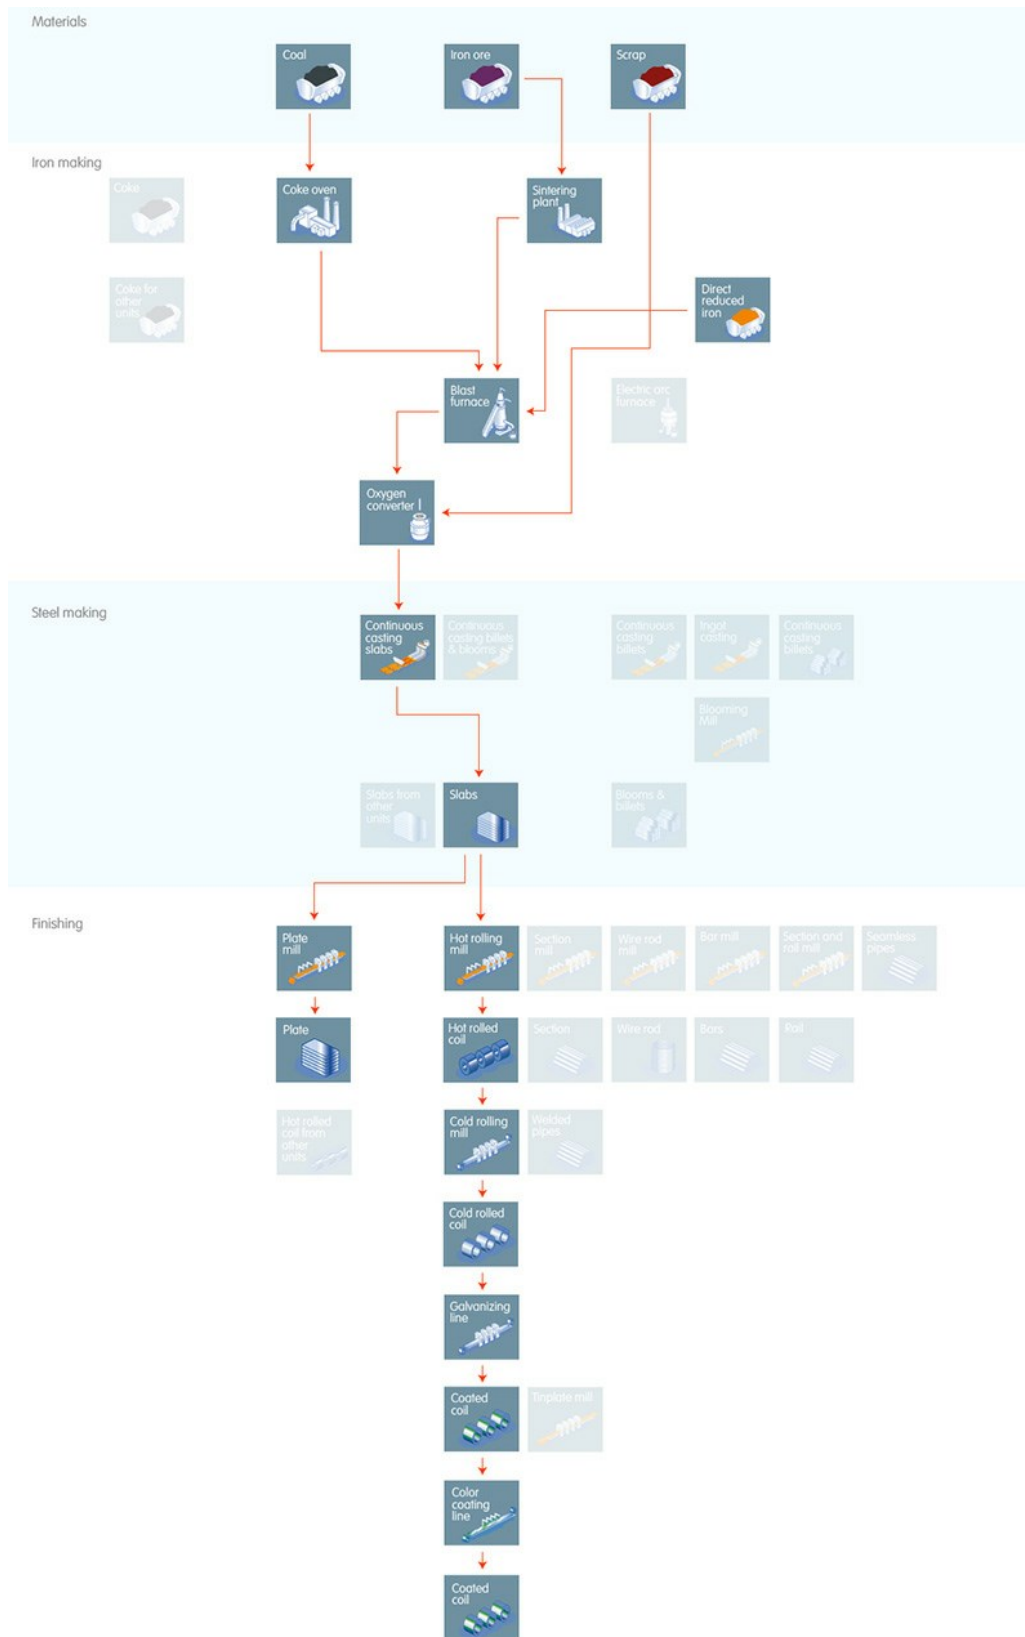 Materials
Coal
Iron ore
Scrap
Iron making
Coke
Coke oven
Sintering
plant
Coke for
other
units
Direct
reduced
iron
Blast
furnace
Electric arc
furnace
Oxygen
converter
Steel making
Continuous
casting
slabs
Continuous
casting billets
& blooms
Continuous
casting
billets
Ingot
casting
Continuous
casting
billets
Blooming
Mill
Slabs from
other
units
Slabs
Blooms &
billets
Finishing
Plate
mill
Hot rolling
mill
Section
mill
Wire rod
mill
Bar mill
Section and
rail mill
Seamless
pipes
Plate
Hot rolled
coil
Section
Wire rod
Bars
Rail
Hot rolled
coil from
other
units
Cold rolling
mill
Welded
pipes
Cold rolled
coil
Galvanizing
line
Coated
coil
Tinplate mill
Color
coating
line
Coated
coil